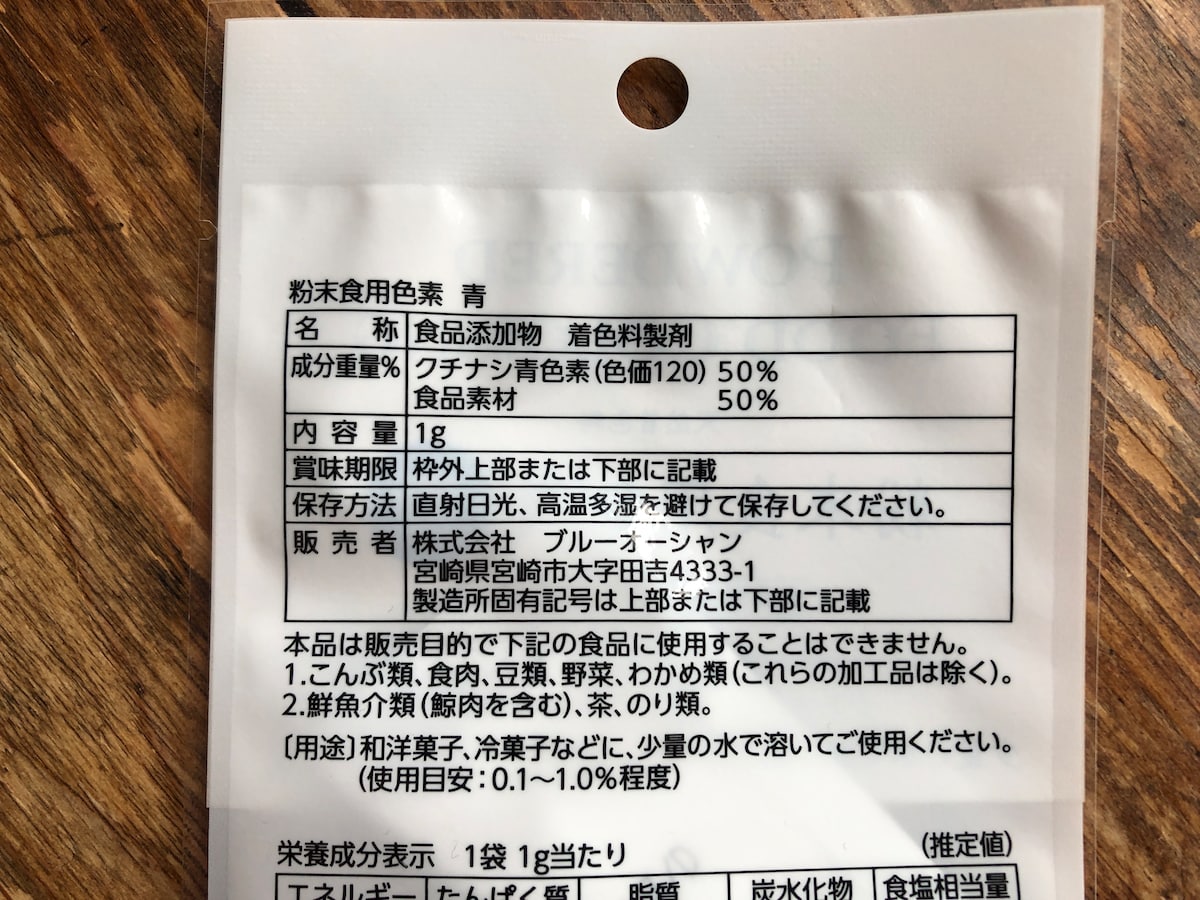 粉末食用色素 青
名称 食品添加物 着色料製剤
成分重量% クチナシ青色素(色価120) 50%
食品素材 50%
内容量 1g
賞味期限 枠外上部または下部に記載
保存方法 直射日光、高温多湿を避けて保存してください。
販売者 株式会社 ブルーオーシャン
宮崎県宮崎市大字田吉4333-1
製造所固有記号は上部または下部に記載
本品は販売目的で下記の食品に使用することはできません。
1.こんぶ類、食肉、豆類、野菜、わかめ類(これらの加工品は除く)。
2.鮮魚介類(鯨肉を含む)、茶、のり類。
〔用途〕和洋菓子、冷菓子などに、少量の水で溶いてご使用ください。
(使用目安:0.1〜1.0%程度)
栄養成分表示 1袋 1g当たり (推定値)
エネルギー たんぱく質 脂質 炭水化物 食塩相当量